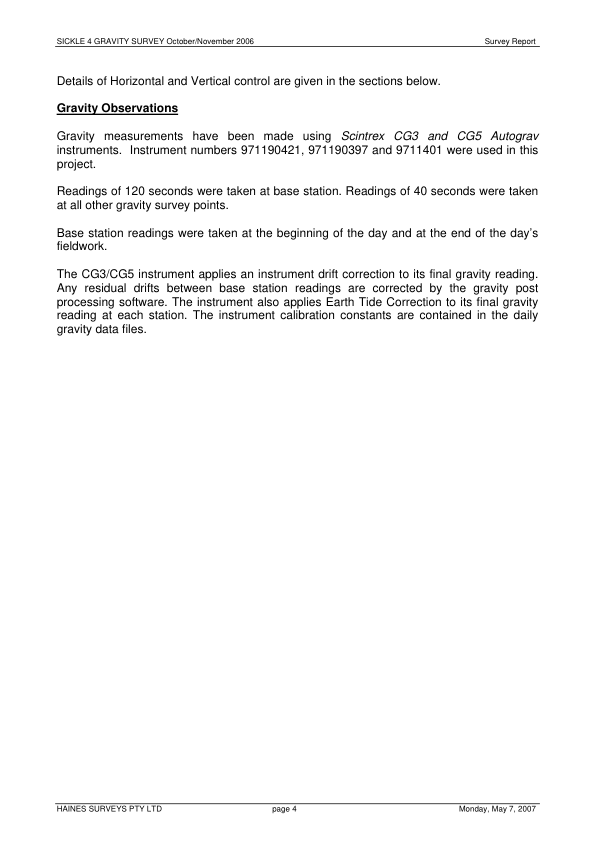 SICKLE 4 GRAVITY SURVEY October/November 2006 Survey Report
Details of Horizontal and Vertical control are given in the sections below.
Gravity Observations
Gravity measurements have been made using Scintrex CG3 and CG5 Autograv
instruments.  Instrument numbers 971190421, 971190397 and 9711401 were used in this
project.
Readings of 120 seconds were taken at base station. Readings of 40 seconds were taken
at all other gravity survey points.
Base station readings were taken at the beginning of the day and at the end of the day's
fieldwork.
The CG3/CG5 instrument applies an instrument drift correction to its final gravity reading.
Any residual drifts between base station readings are corrected by the gravity post
processing software. The instrument also applies Earth Tide Correction to its final gravity
reading at each station. The instrument calibration constants are contained in the daily
gravity data files.
HAINES SURVEYS PTY LTD page 4 Monday, May 7, 2007